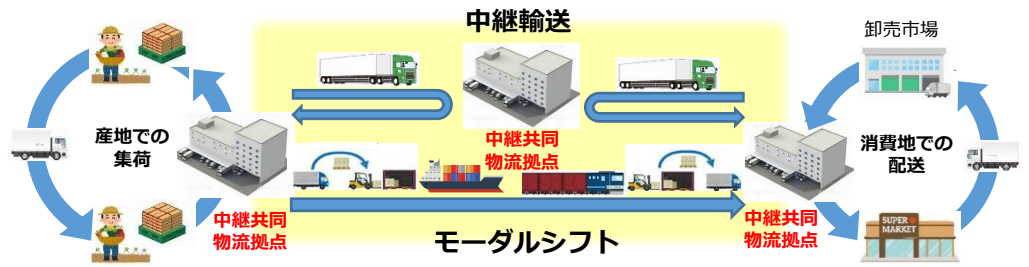 中継輸送
卸売市場
産地での
集荷
中継共同
物流拠点
消費地での
配送
中継共同
物流拠点
中継共同
物流拠点
SUPER
MARKET
モーダルシフト